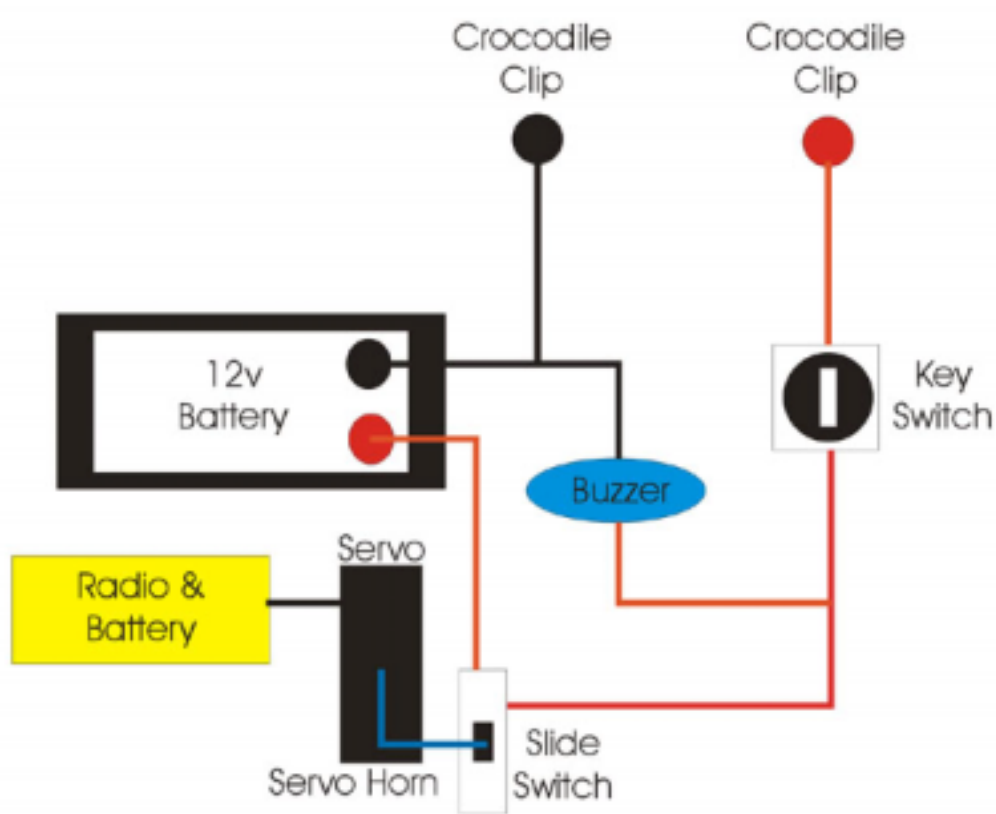 Crocodile
Clip
Crocodile
Clip
12v
Battery
Key
Switch
Buzzer
Servo
Radio &
Battery
Slide
Switch
Servo Horn